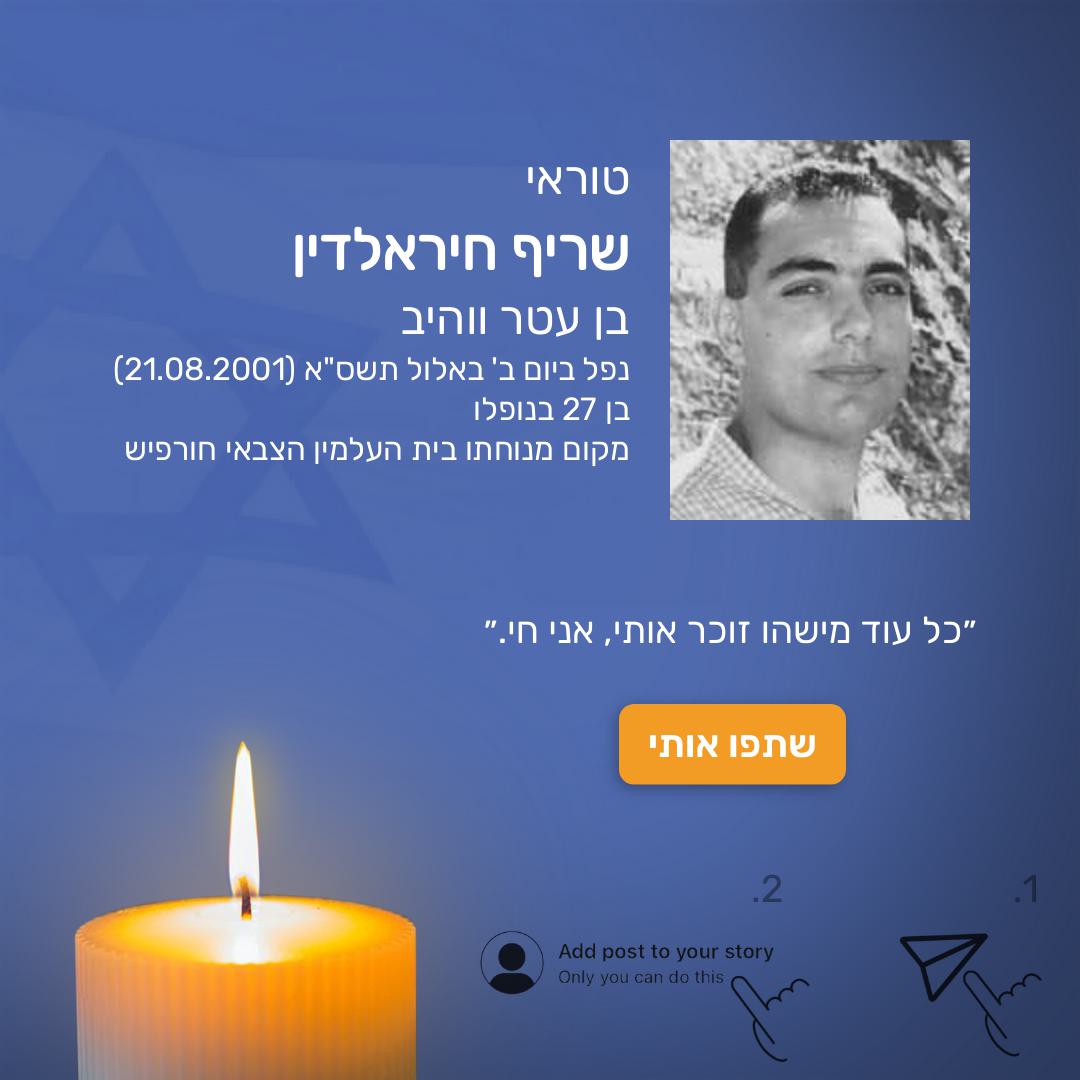 טוראי
שריף חיראלדין
בן עטר ווהיב
נפל ביום ב' באלול תשס"א (21.08.2001)
בן 27 בנופלו
מקום מנוחתו בית העלמין הצבאי חורפיש
״כל עוד מישהו זוכר אותי, אני חי.״
שתפו אותי
.1
.2
Add post to your story
Only you can do this